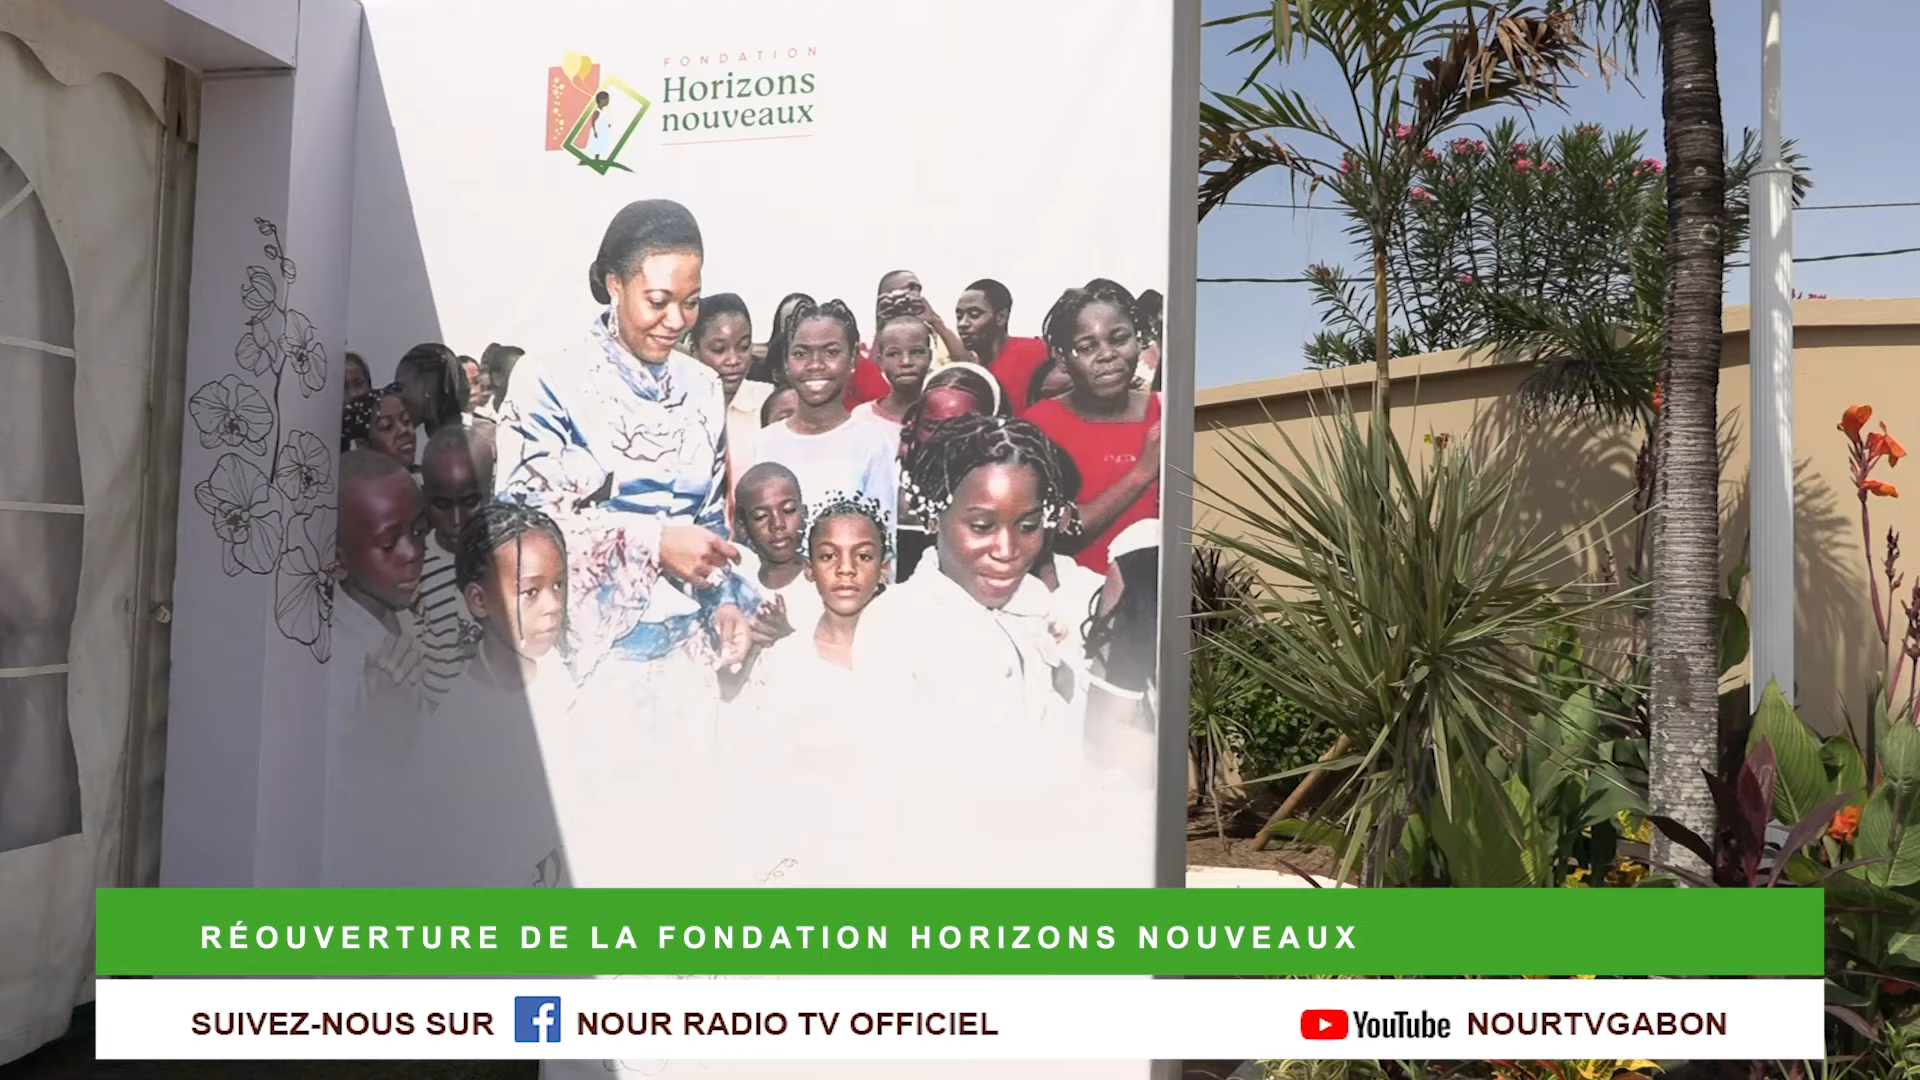 FONDATION
Horizons
nouveaux
RÉOUVERTURE DE LA FONDATION HORIZONS NOUVEAUX
SUIVEZ-NOUS SUR NOUR RADIO TV OFFICIEL
YouTube NOURTVGABON